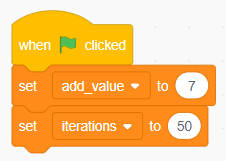 when clicked
set add_value to 7
set iterations to 50